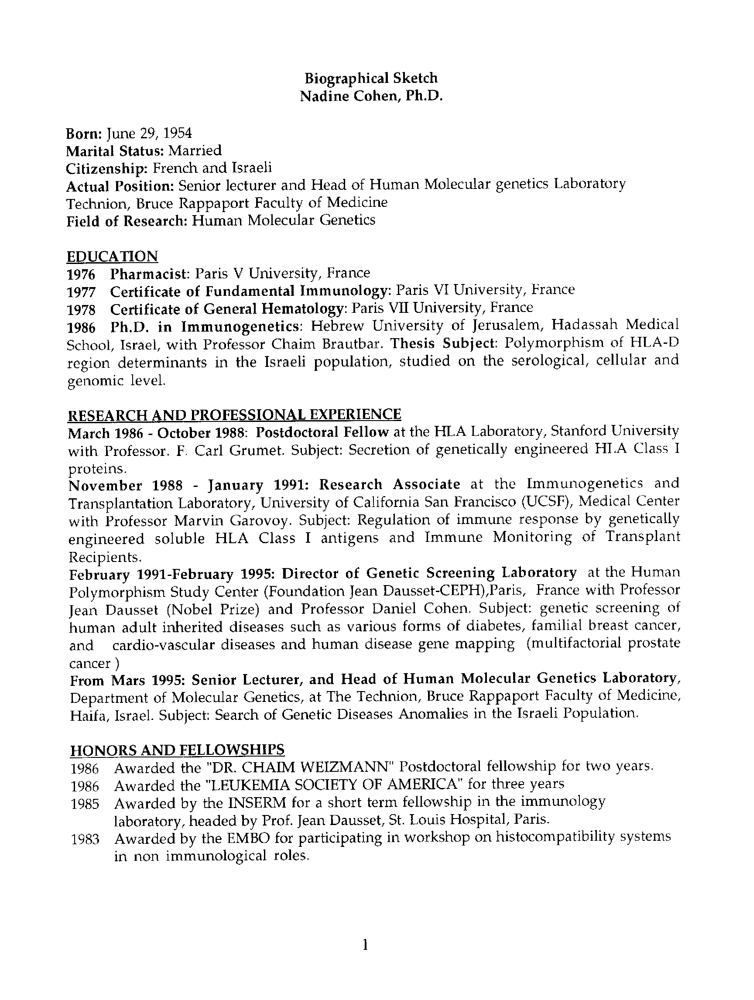 Biographical Sketch
Nadine Cohen, Ph.D.
Born: June 29, 1954
Marital Status: Married
Citizenship: French and Israeli
Actual Position: Senior lecturer and Head of Human Molecular genetics Laboratory
Technion, Bruce Rappaport Faculty of Medicine
Field of Research: Human Molecular Genetics
EDUCATION
1976 Pharmacist: Paris V University, France
1977 Certificate of Fundamental Immunology: Paris VI University, France
1978 Certificate of General Hematology: Paris VII University, France
1986 Ph.D. in Immunogenetics: Hebrew University of Jerusalem, Hadassah Medical
School, Israel, with Professor Chaim Brautbar. Thesis Subject: Polymorphism of HLA-D
region determinants in the Israeli population, studied on the serological, cellular and
genomic level.
RESEARCH AND PROFESSIONAL EXPERIENCE
March 1986 - October 1988: Postdoctoral Fellow at the HLA Laboratory, Stanford University
with Professor. F. Carl Grumet. Subject: Secretion of genetically engineered HLA Class I
proteins.
November 1988 - January 1991: Research Associate at the Immunogenetics and
Transplantation Laboratory, University of California San Francisco (UCSF), Medical Center
with Professor Marvin Garovoy. Subject: Regulation of immune response by genetically
engineered soluble HLA Class I antigens and Immune Monitoring of Transplant
Recipients.
February 1991-February 1995: Director of Genetic Screening Laboratory at the Human
Polymorphism Study Center (Foundation Jean Dausset-CEPH),Paris, France with Professor
Jean Dausset (Nobel Prize) and Professor Daniel Cohen. Subject: genetic screening of
human adult inherited diseases such as various forms of diabetes, familial breast cancer,
and cardio-vascular diseases and human disease gene mapping (multifactorial prostate
cancer )
From Mars 1995: Senior Lecturer, and Head of Human Molecular Genetics Laboratory,
Department of Molecular Genetics, at The Technion, Bruce Rappaport Faculty of Medicine,
Haifa, Israel. Subject: Search of Genetic Diseases Anomalies in the Israeli Population.
HONORS AND FELLOWSHIPS
1986 Awarded the "DR. CHAIM WEIZMANN" Postdoctoral fellowship for two years.
1986 Awarded the "LEUKEMIA SOCIETY OF AMERICA" for three years
1985 Awarded by the INSERM for a short term fellowship in the immunology
laboratory, headed by Prof. Jean Dausset, St. Louis Hospital, Paris.
1983 Awarded by the EMBO for participating in workshop on histocompatibility systems
in non immunological roles.
1